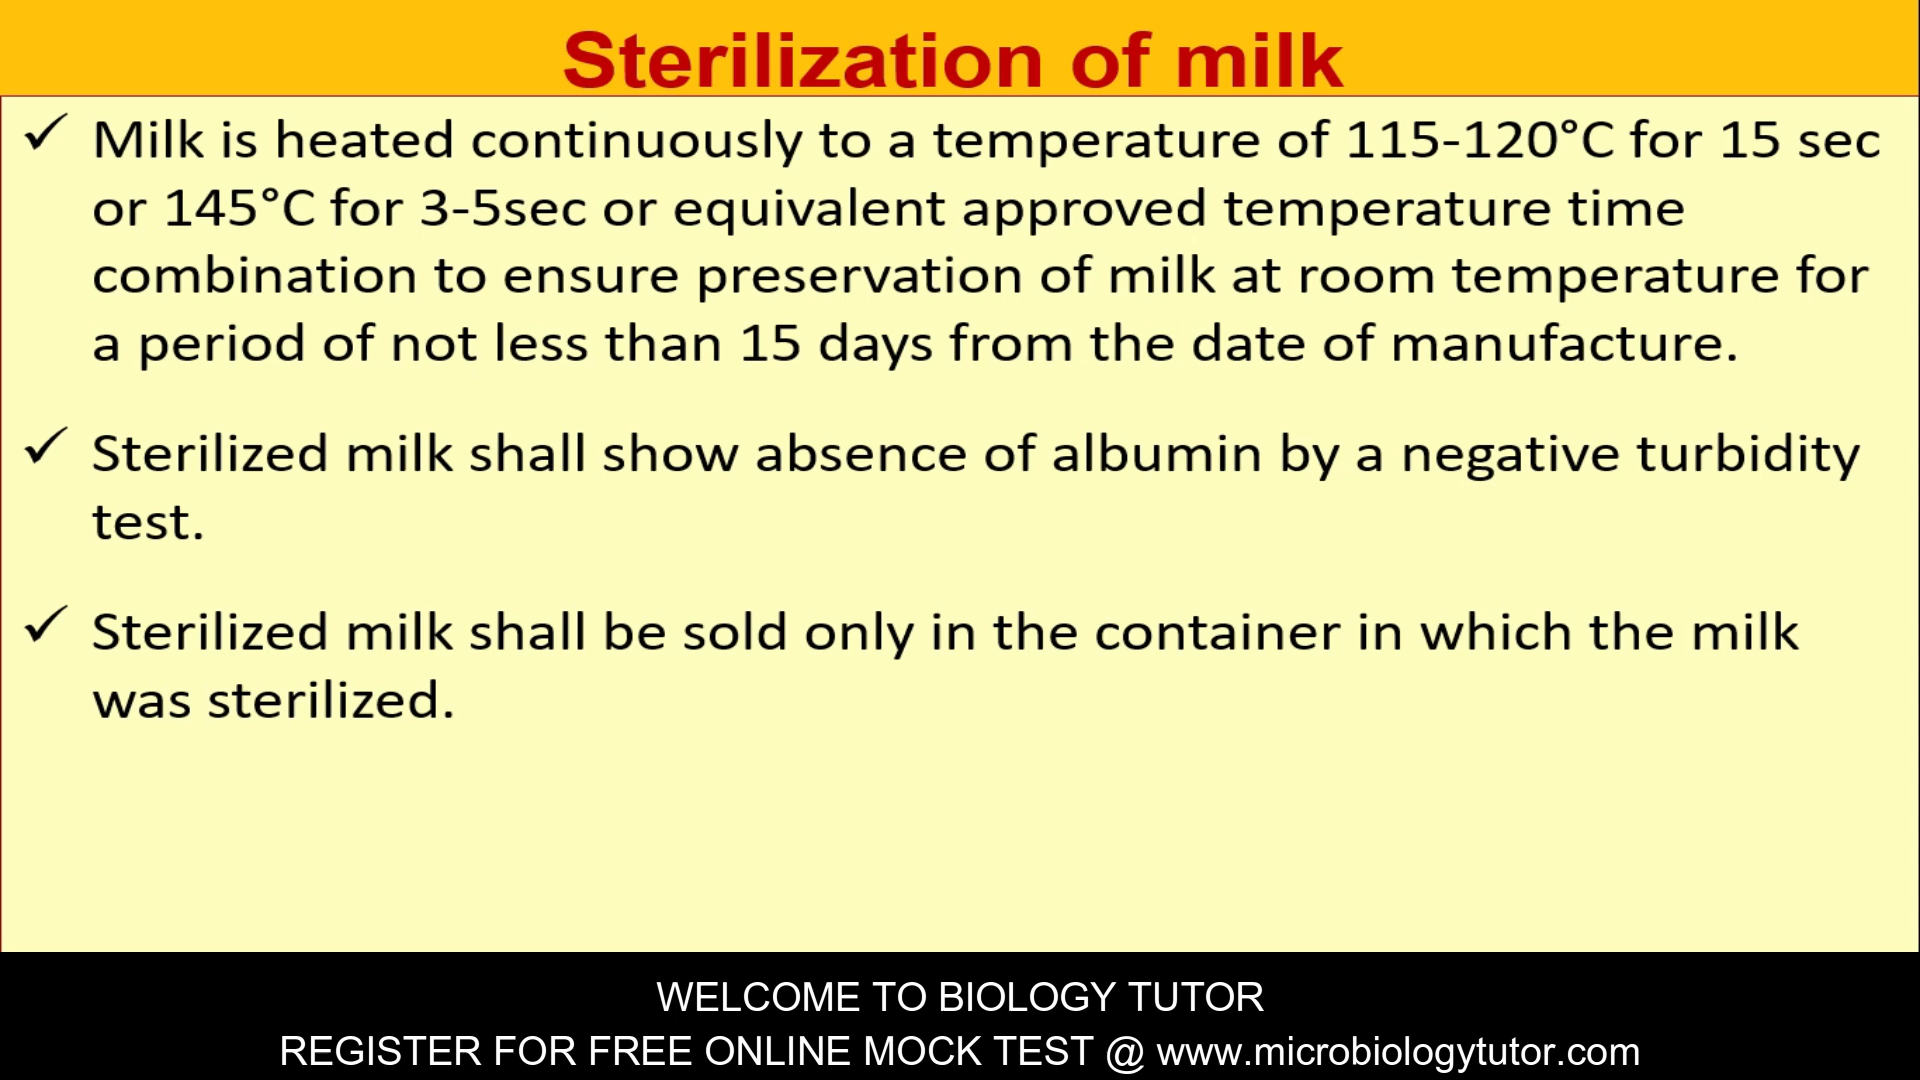 Sterilization of milk
✓ Milk is heated continuously to a temperature of 115-120°C for 15 sec
or 145°C for 3-5sec or equivalent approved temperature time
combination to ensure preservation of milk at room temperature for
a period of not less than 15 days from the date of manufacture.
✓ Sterilized milk shall show absence of albumin by a negative turbidity
test.
✓ Sterilized milk shall be sold only in the container in which the milk
was sterilized.
WELCOME TO BIOLOGY TUTOR
REGISTER FOR FREE ONLINE MOCK TEST @ www.microbiologytutor.com